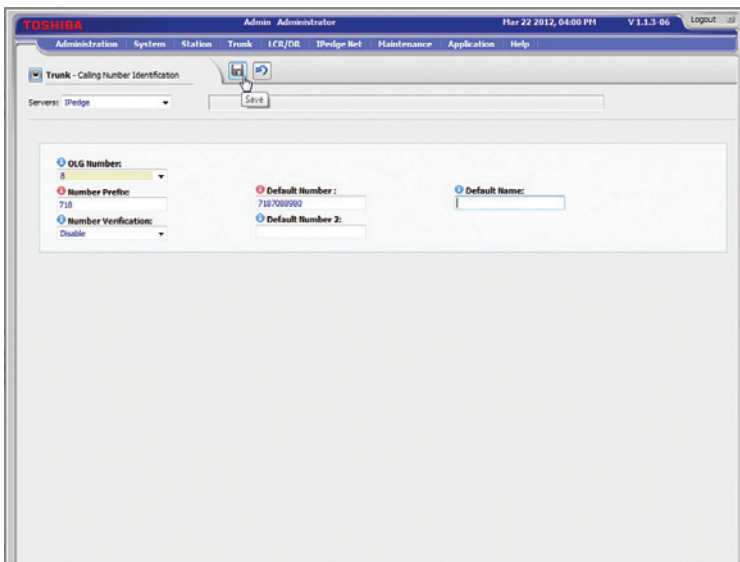 TOSHIBA Admin Administrator Mar 22 2012, 04:00 PM V 1.1.3-06 Logout
Administration System Station Trunk LCR/DR IPedge Net Maintenance Application Help
Trunk - Calling Number Identification
Save
Servers: IPedge
OLG Number:
8
Number Prefix: Default Number : Default Name:
718 7187080980
Number Verification: Default Number 2:
Disable